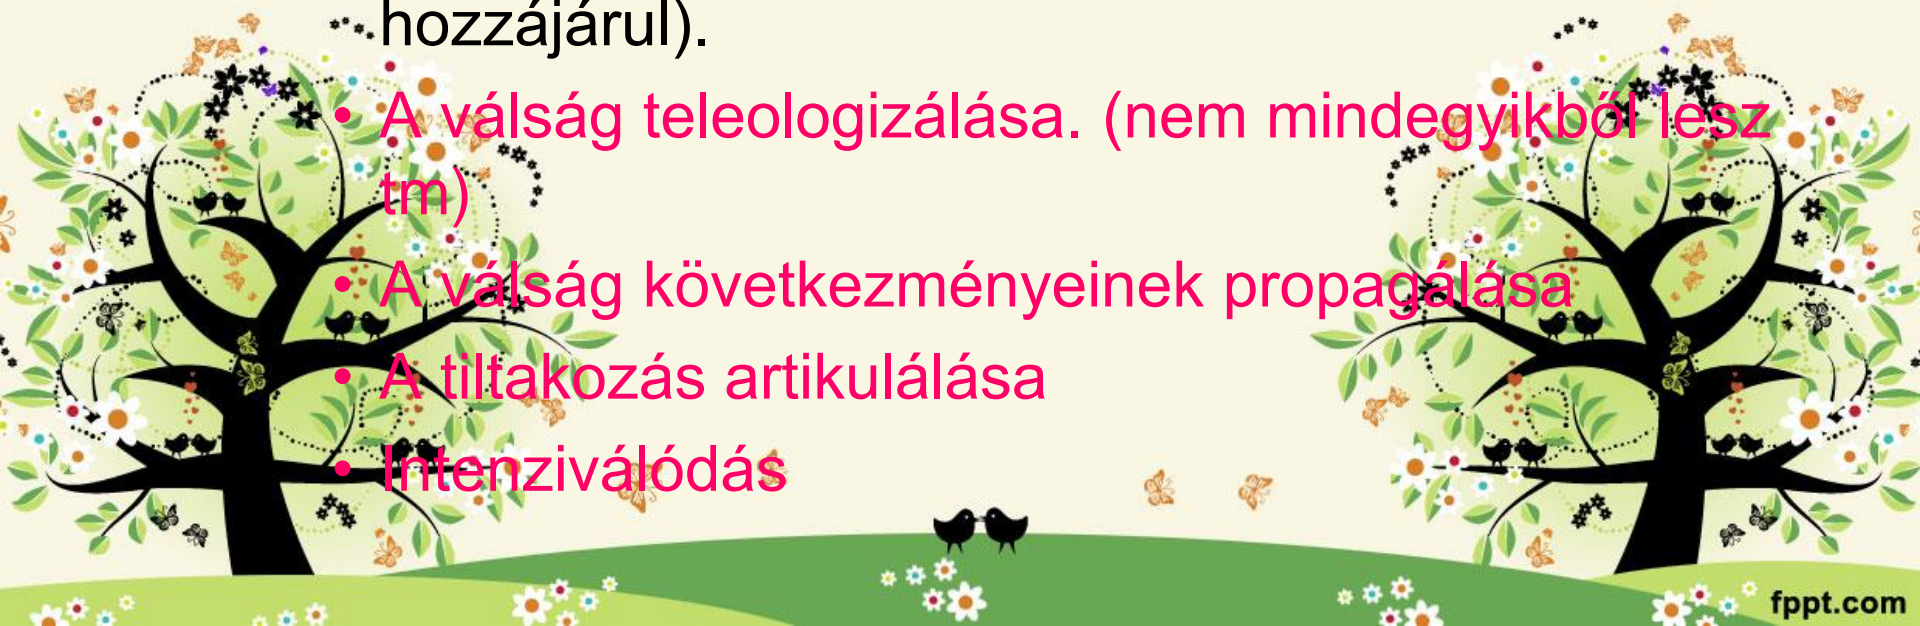 hozzájárul).
• A válság teleologizálása. (nem mindegyikből lesz
tm)
• A válság következményeinek propagálása
• A tiltakozás artikulálása
• Intenziválódás
fppt.com